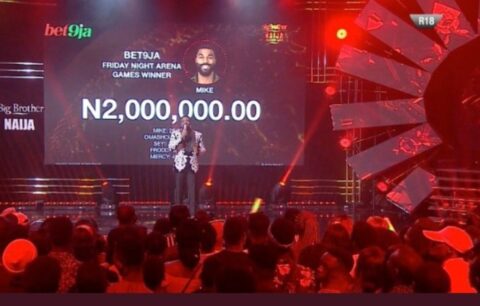 bet9ja
R18
BET9JA
FRIDAY NIGHT ARENA
GAMES WINNER
MIKE
N2,000,000.00
Big Brother
NAIJA
MIKE
OMASHOLA
SEYI
FRODD
MERCY